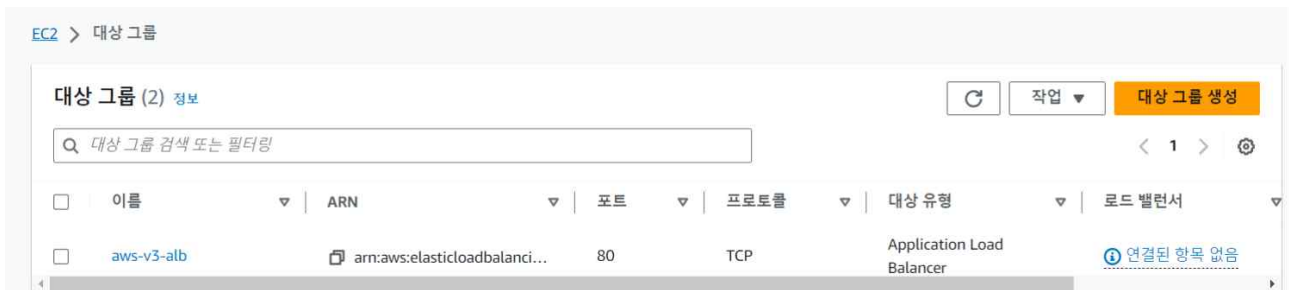 EC2 > 대상 그룹
대상 그룹 (2) 정보
작업
대상 그룹 생성
대상 그룹 검색 또는 필터링
1
이름 ARN 포트 프로토콜 대상 유형 로드 밸런서
aws-v3-alb arn:aws:elasticloadbalanci... 80 TCP Application Load Balancer 연결된 항목 없음